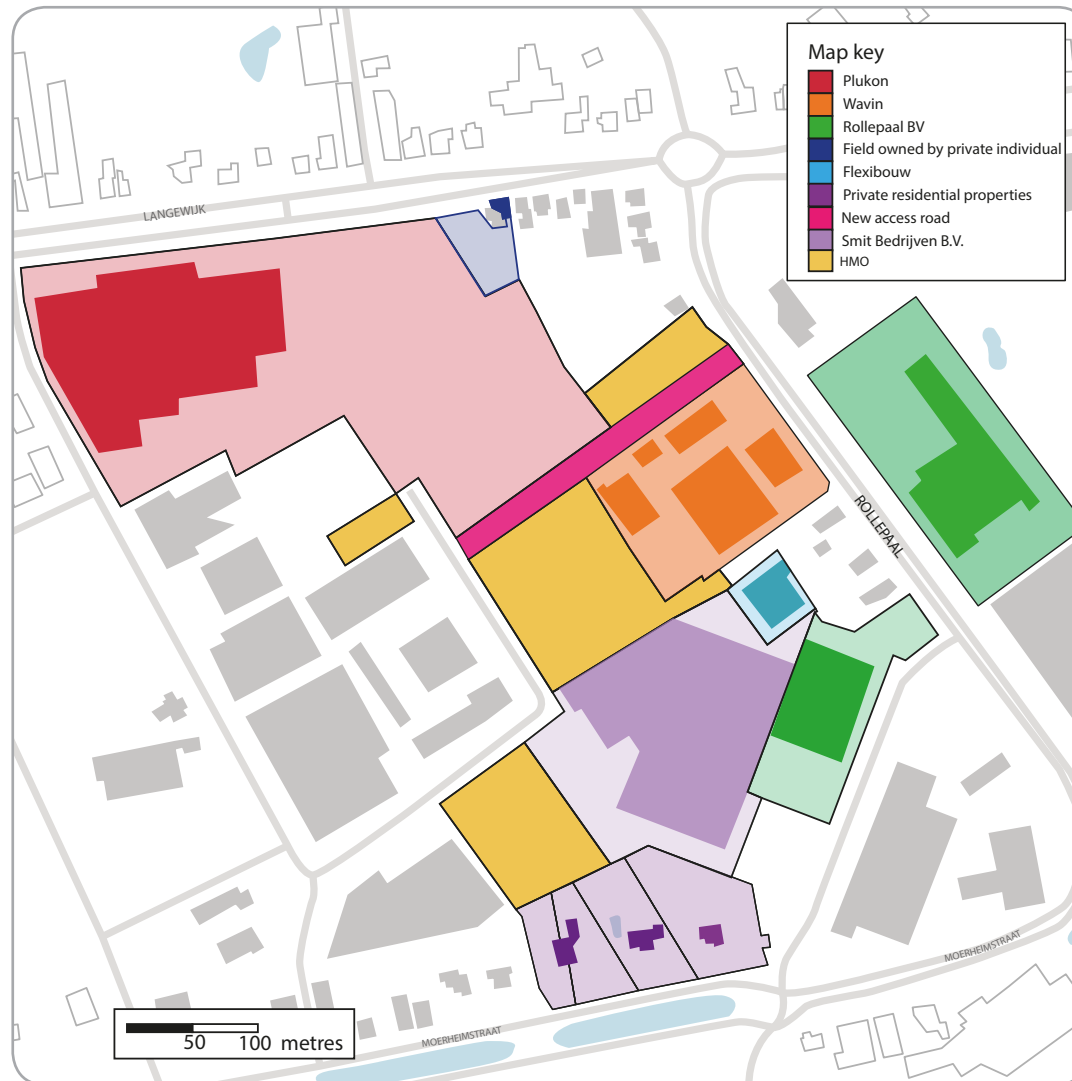 Map key
Plukon
Wavin
Rollepaal BV
Field owned by private individual
Flexibouw
Private residential properties
New access road
Smit Bedrijven B.V.
HMO
LANGEWIJK
ROLLEPAAL
MOERHEIMSTRAAT
MOERHEIMSTRAAT
50 100 metres